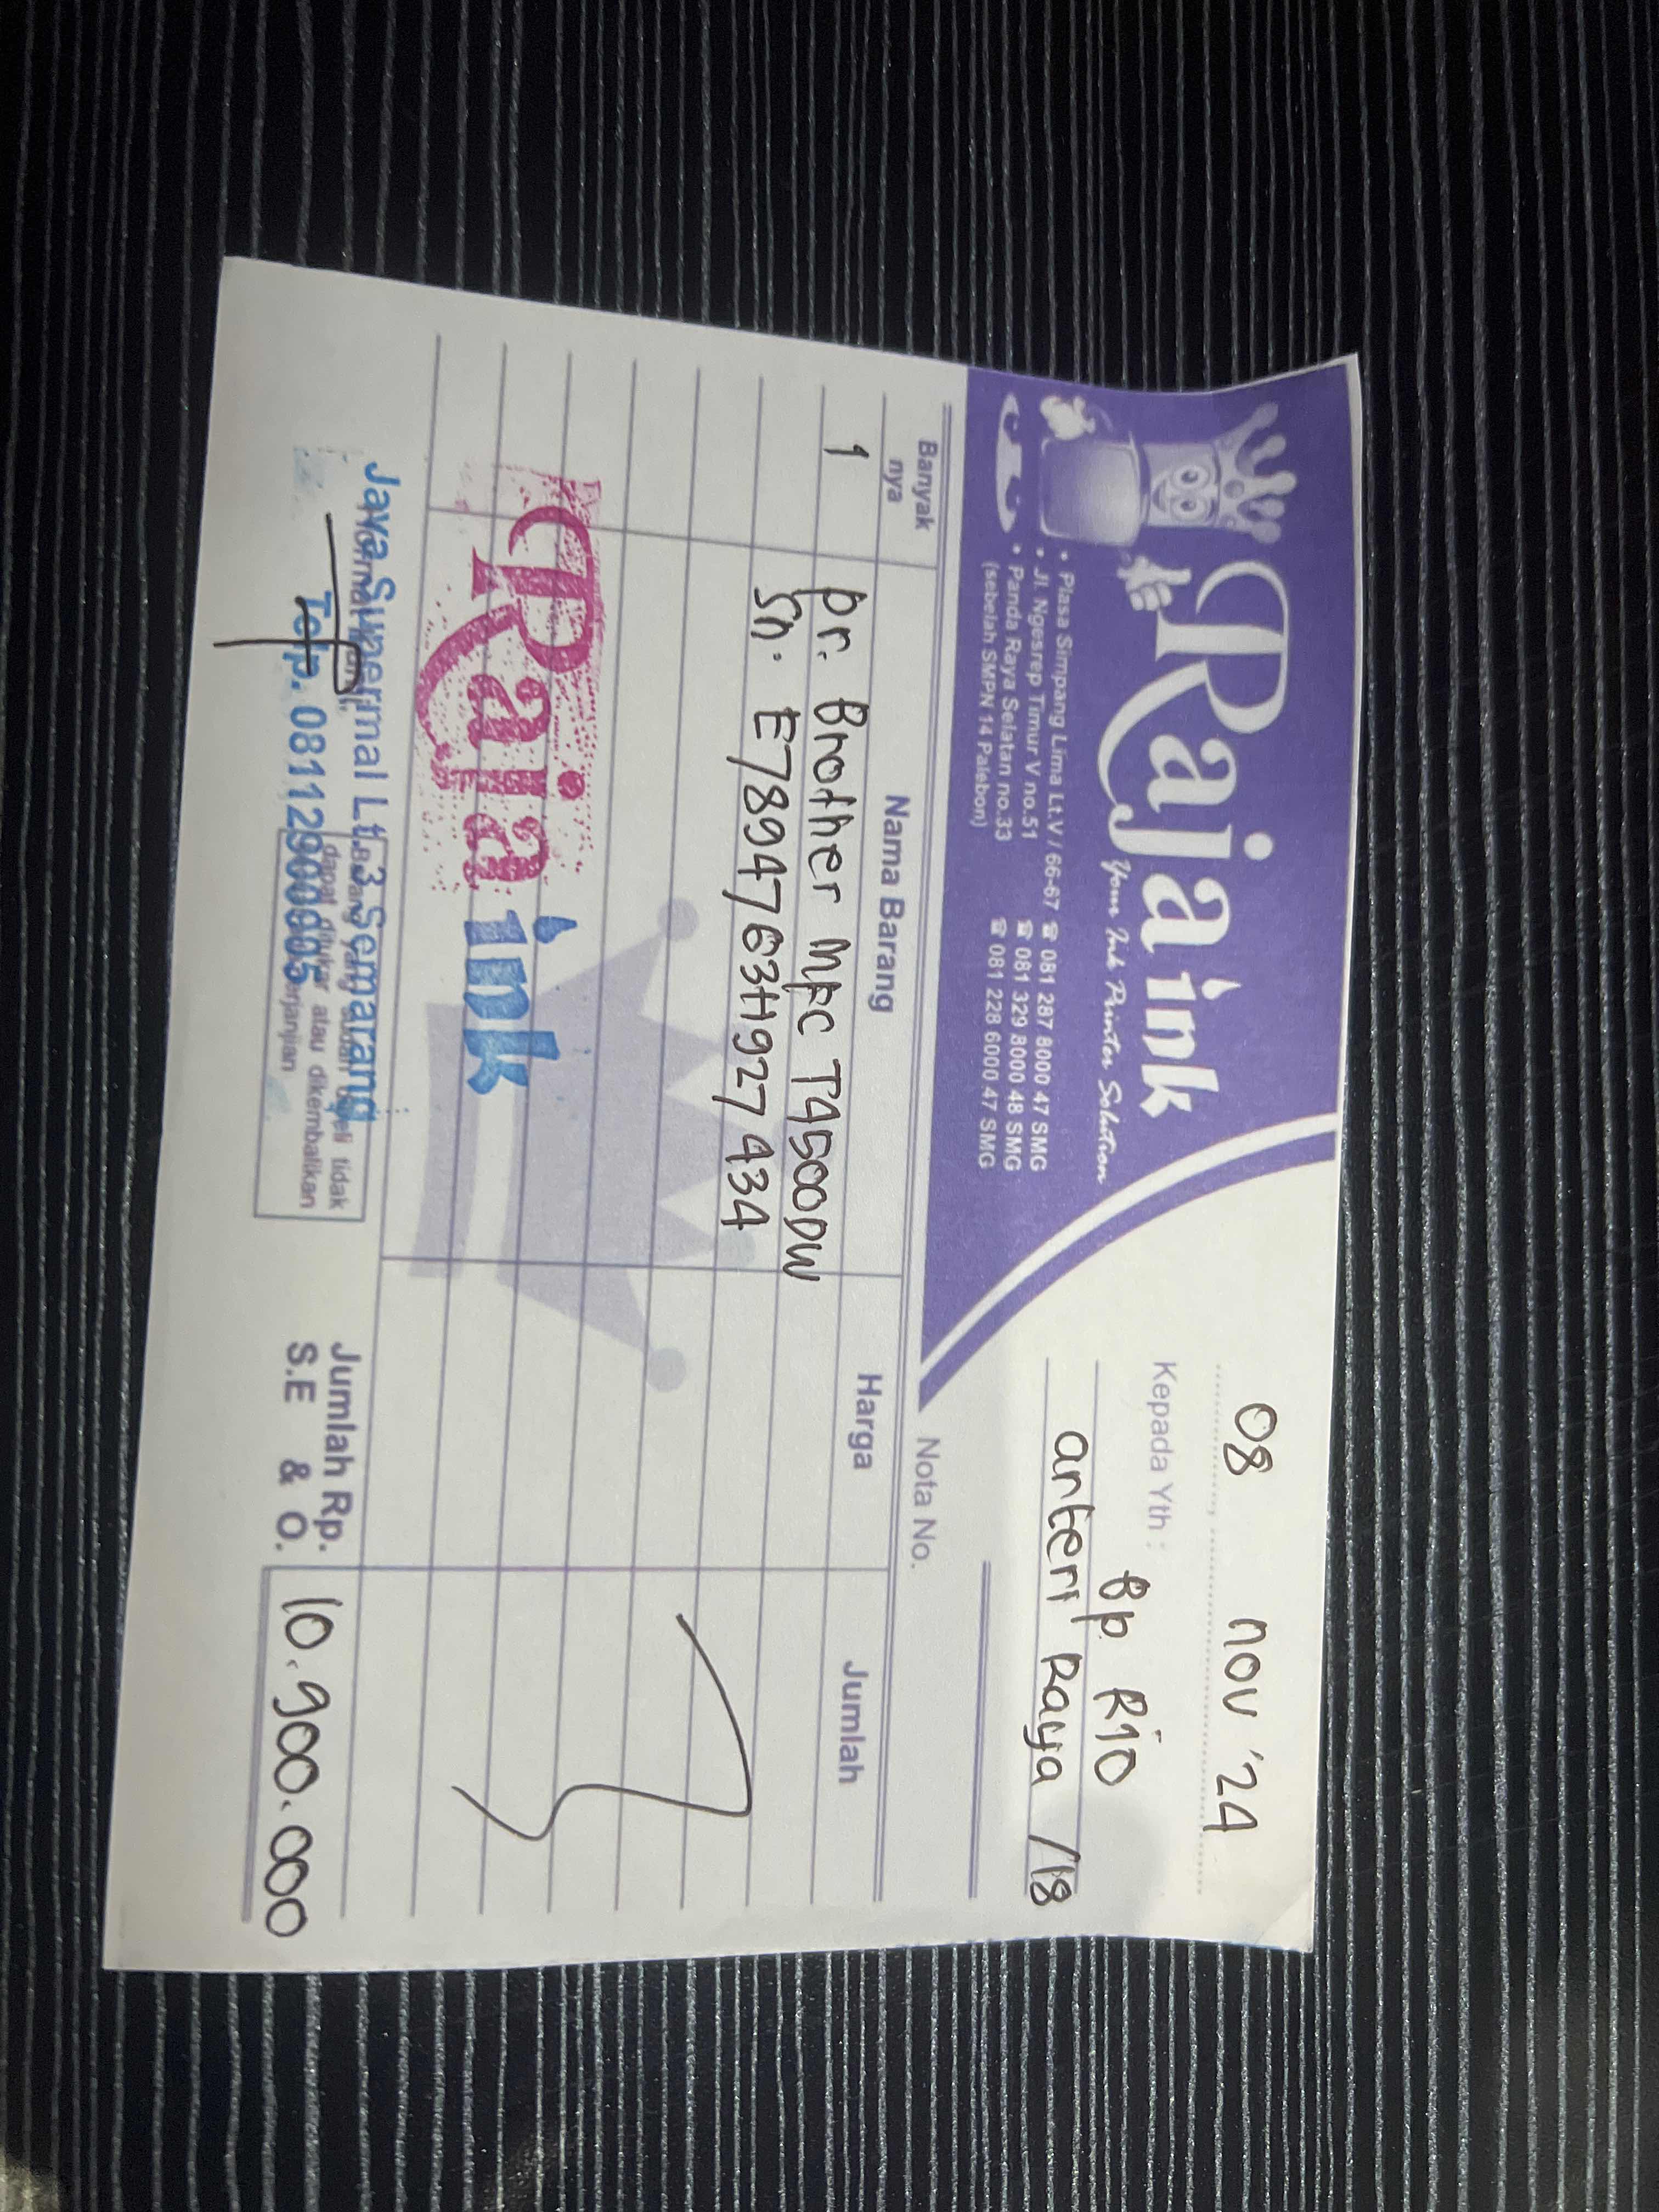 Raja ink
Your Ink Printer Solution
• Plasa Simpang Lima Lt.V / 66-67 ☎ 081 287 8000 47 SMG
• Jl. Ngesrep Timur V no.51 ☎ 081 329 8000 48 SMG
• Panda Raya Selatan no.33 ☎ 081 228 6000 47 SMG
(sebelah SMPN 14 Palebon)
08 nov '24
Kepada Yth :
Bp Rio
arteri Raya /18
Nota No.
Banyak nya Nama Barang Harga Jumlah
1 pr. Brother MFC T4500DW
Sn. E78947G3H927434
Raja ink
Java Supermal Lt. 3 Semarang
Telp. 081129000005
Barang yang sudah dibeli tidak
dapat ditukar atau dikembalikan
Jumlah Rp. 10.900.000
S.E & O.